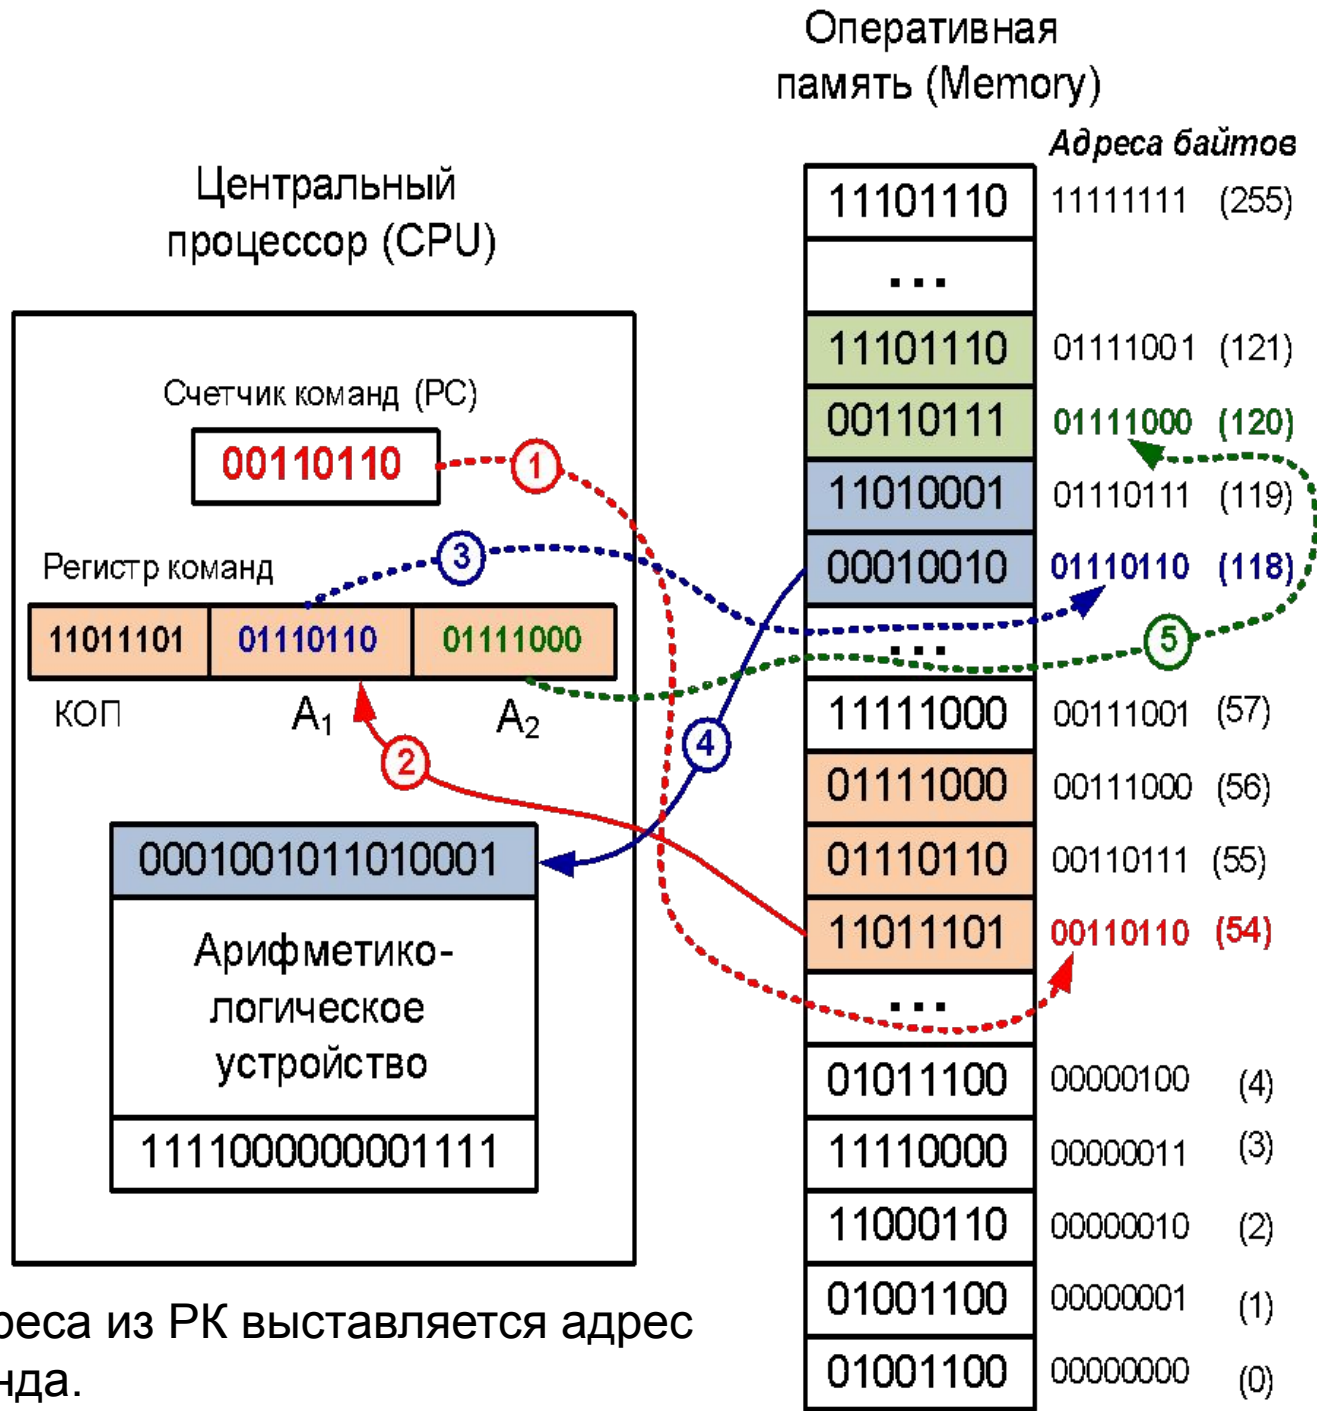 Оперативная
память (Memory)
Адреса байтов
Центральный
процессор (CPU)
11101110 11111111 (255)
...
11101110 01111001 (121)
Счетчик команд (PC)
00110111 01111000 (120)
00110110 1
11010001 01110111 (119)
3
Регистр команд
00010010 01110110 (118)
11011101 01110110 01111000
... 5
КОП A₁ A₂
11111000 00111001 (57)
2 4
01111000 00111000 (56)
0001001011010001
01110110 00110111 (55)
11011101 00110110 (54)
Арифметико-
логическое
устройство
...
01011100 00000100 (4)
1111000000001111
11110000 00000011 (3)
11000110 00000010 (2)
01001100 00000001 (1)
реса из РК выставляется адрес
нда.
01001100 00000000 (0)